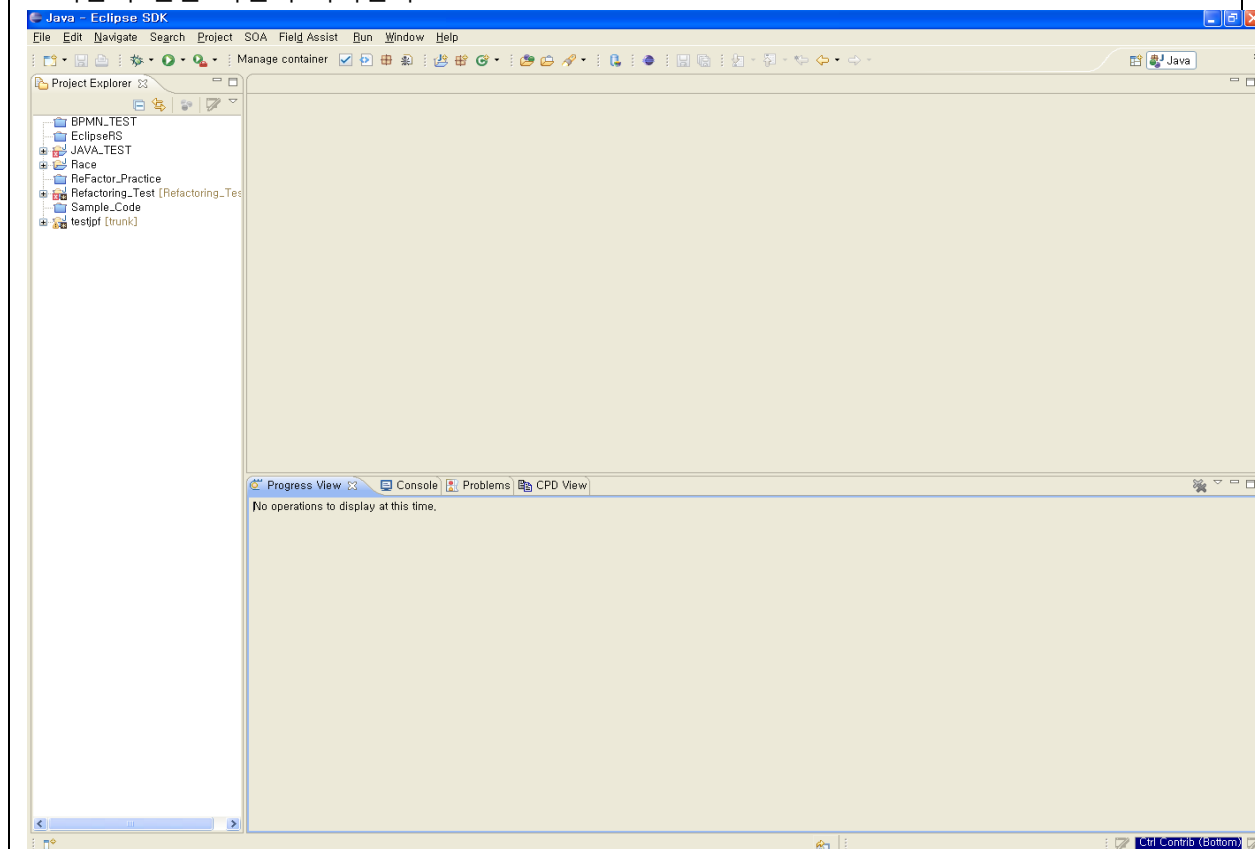 Java - Eclipse SDK
File Edit Navigate Search Project SOA Field Assist Run Window Help
Manage container
Java
Project Explorer
BPMN_TEST
EclipseRS
JAVA_TEST
Race
ReFactor_Practice
Refactoring_Test [Refactoring_Tes
Sample_Code
testjpf [trunk]
Progress View Console Problems CPD View
No operations to display at this time.
Ctrl Contrib (Bottom)